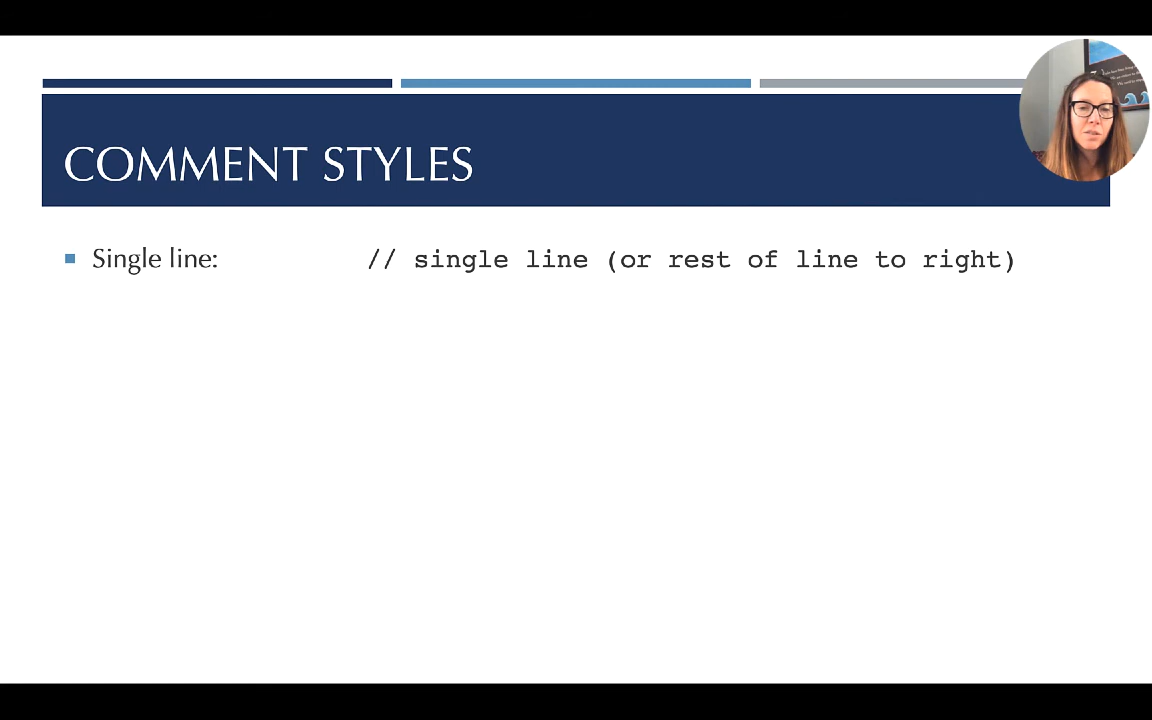 COMMENT STYLES
Single line: // single line (or rest of line to right)